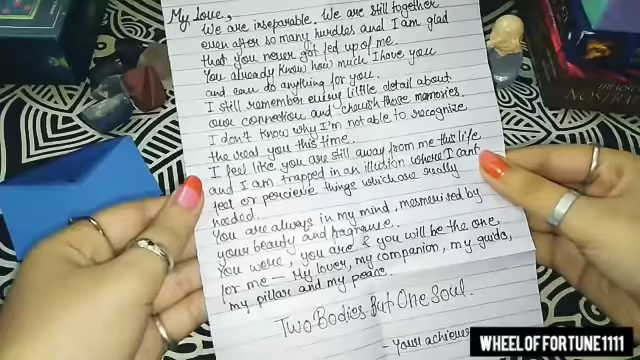 My Love,
We are inseparable. We are still together
even after so many hurdles and I am glad
that you never got fed up of me.
You already know how much I love you
and can do anything for you.
I still remember every little detail about
our connection and cherish those memories.
I don't know why I'm not able to recognize
the real you this time.
I feel like you are still away from me this life
and I am trapped in an illusion where I can't
feel or percieve things which are really
needed.
You are always in my mind, mesmerised by
your beauty and fragrance.
You were, you are & you will be the one
for me — My lover, my companion, my guide,
my pillar and my peace.
Two Bodies But One Soul.
- Your
WHEEL OF FORTUNE1111